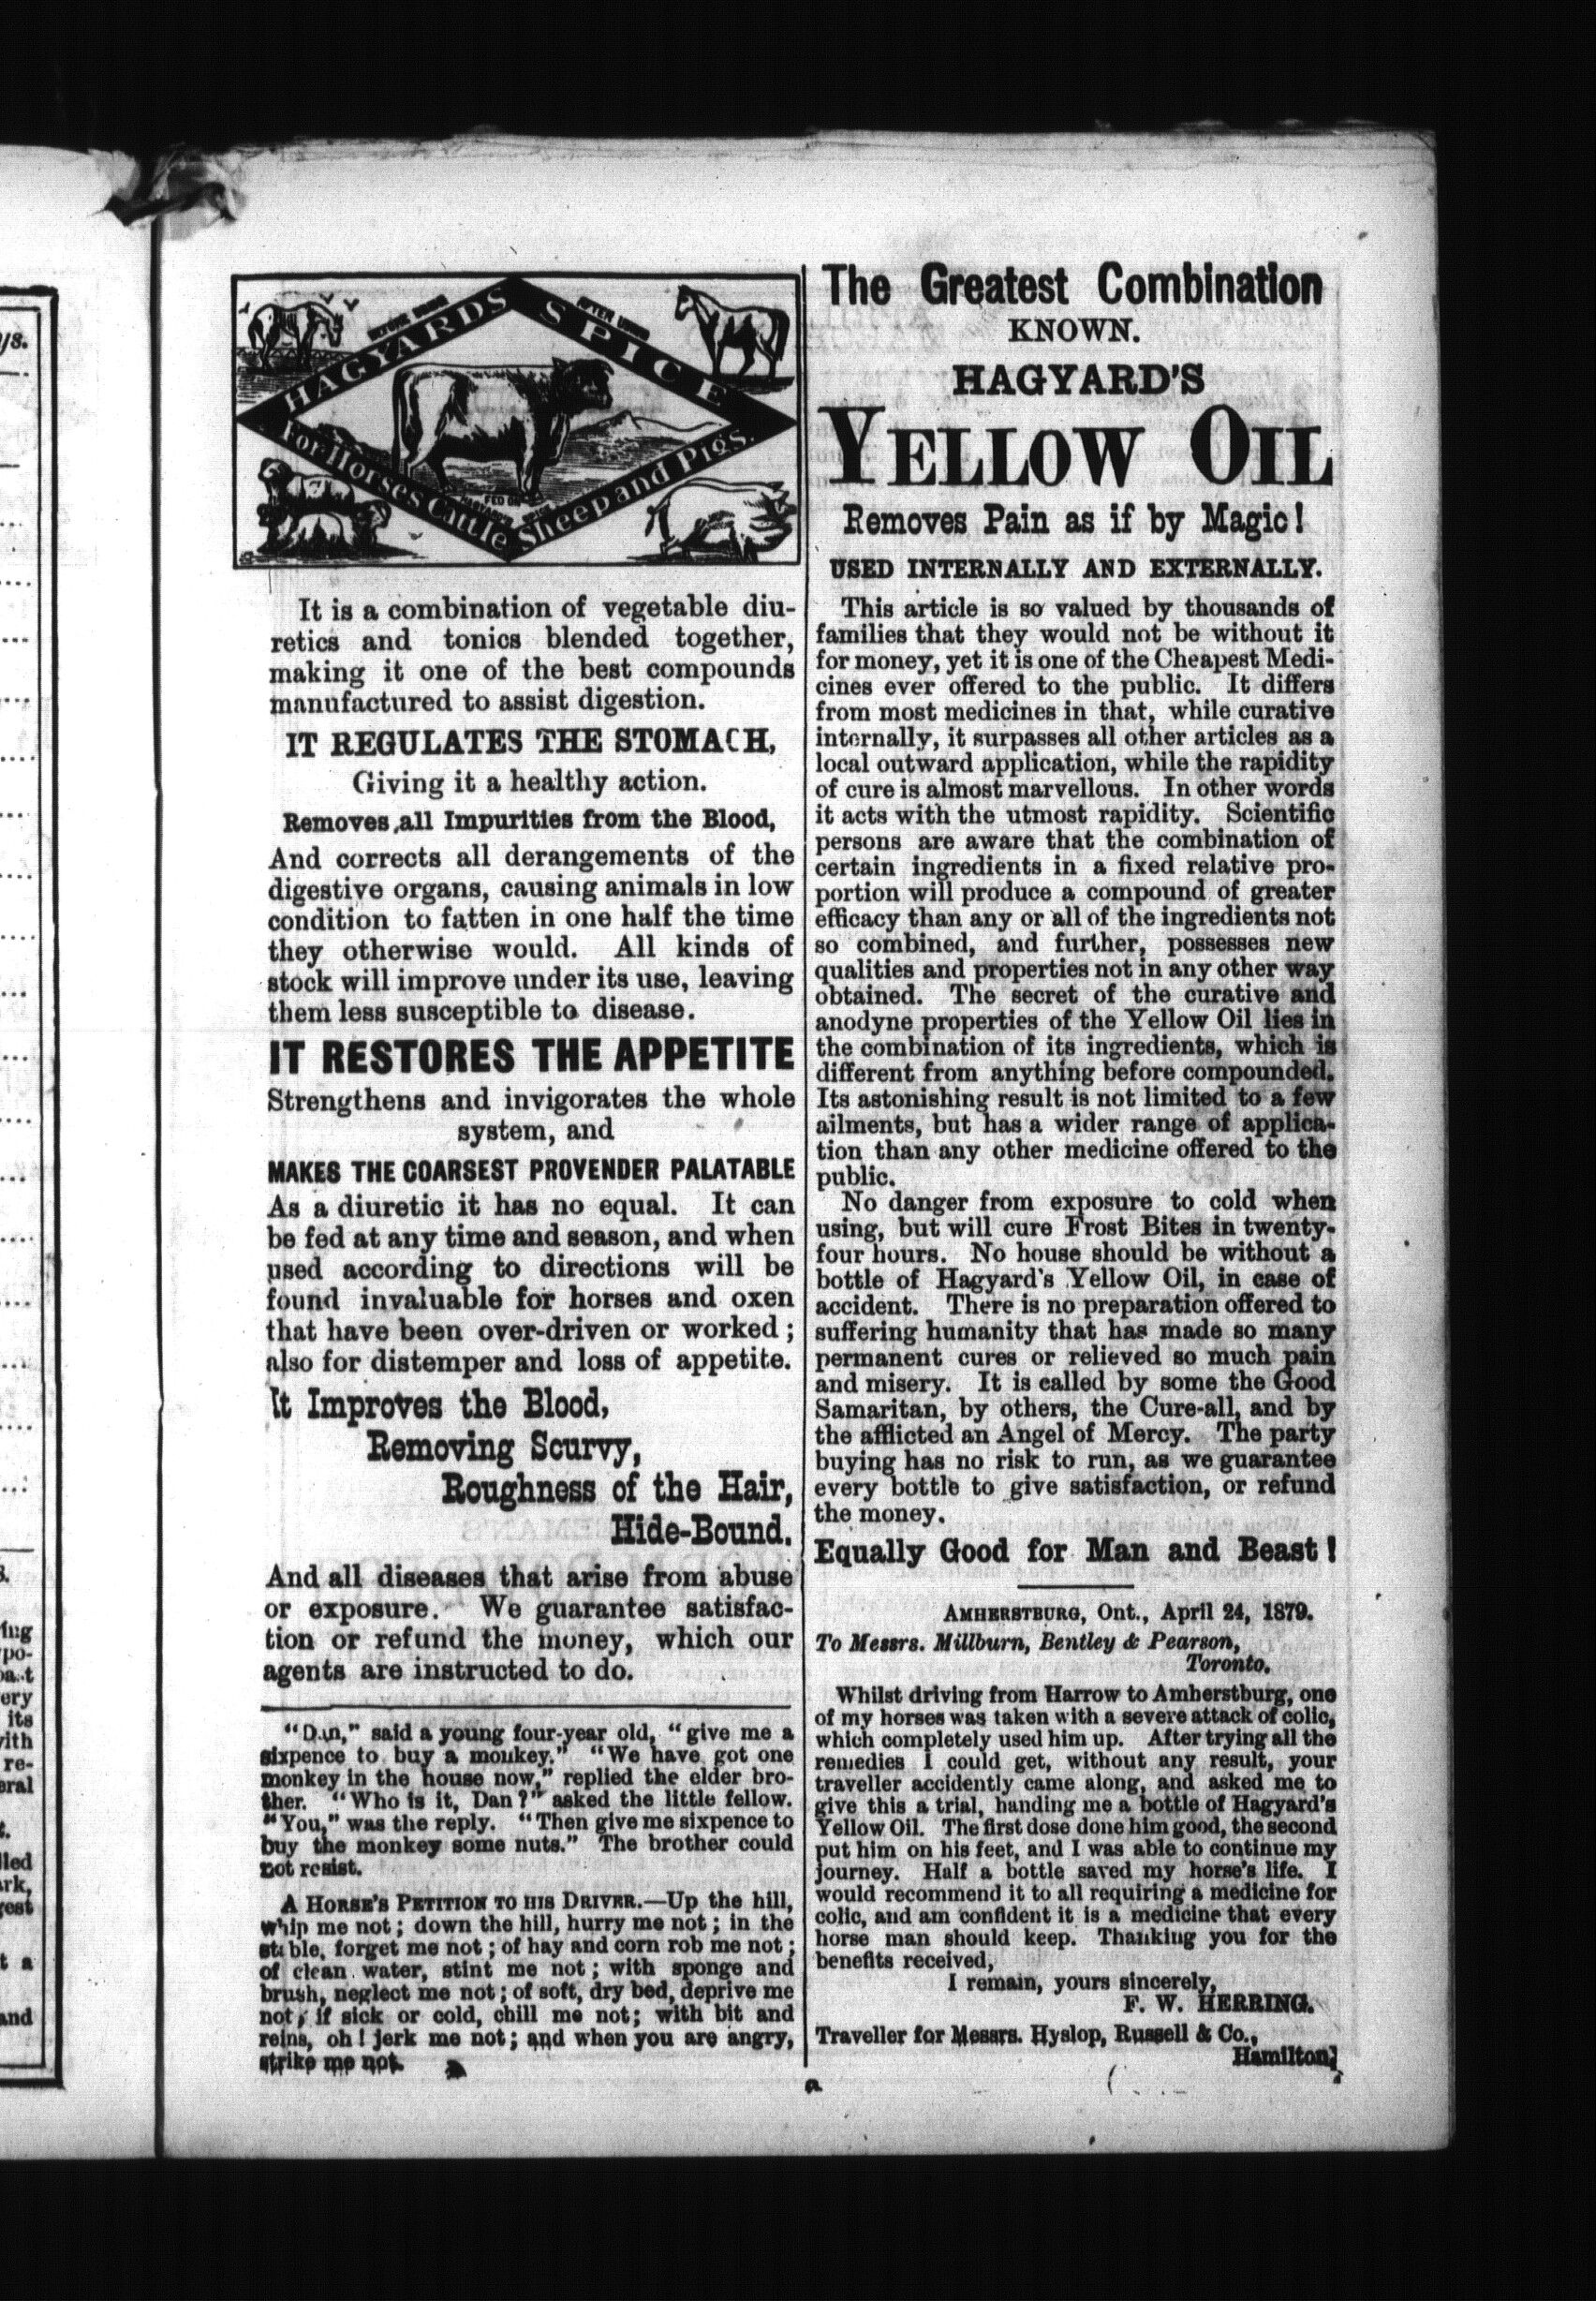 HAGYARDS SPICE
BEFORE USING
AFTER USING
For Horses Cattle Sheep and Pigs.
FED ON
HAGYARD'S
SPICE
It is a combination of vegetable diu-
retics and tonics blended together,
making it one of the best compounds
manufactured to assist digestion.
IT REGULATES THE STOMACH,
Giving it a healthy action.
Removes all Impurities from the Blood,
And corrects all derangements of the
digestive organs, causing animals in low
condition to fatten in one half the time
they otherwise would. All kinds of
stock will improve under its use, leaving
them less susceptible to disease.
IT RESTORES THE APPETITE
Strengthens and invigorates the whole
system, and
MAKES THE COARSEST PROVENDER PALATABLE
As a diuretic it has no equal. It can
be fed at any time and season, and when
used according to directions will be
found invaluable for horses and oxen
that have been over-driven or worked;
also for distemper and loss of appetite.
It Improves the Blood,
Removing Scurvy,
Roughness of the Hair,
Hide-Bound.
And all diseases that arise from abuse
or exposure. We guarantee satisfac-
tion or refund the money, which our
agents are instructed to do.
"Dan," said a young four-year old, "give me a
sixpence to buy a monkey." "We have got one
monkey in the house now," replied the elder bro-
ther. "Who is it, Dan?" asked the little fellow.
"You," was the reply. "Then give me sixpence to
buy the monkey some nuts." The brother could
not resist.
A HORSE'S PETITION TO HIS DRIVER.—Up the hill,
whip me not; down the hill, hurry me not; in the
stable, forget me not; of hay and corn rob me not;
of clean water, stint me not; with sponge and
brush, neglect me not; of soft, dry bed, deprive me
not; if sick or cold, chill me not; with bit and
reins, oh! jerk me not; and when you are angry,
strike me not.
The Greatest Combination
KNOWN.
HAGYARD'S
YELLOW OIL
Removes Pain as if by Magic!
USED INTERNALLY AND EXTERNALLY.
This article is so valued by thousands of
families that they would not be without it
for money, yet it is one of the Cheapest Medi-
cines ever offered to the public. It differs
from most medicines in that, while curative
internally, it surpasses all other articles as a
local outward application, while the rapidity
of cure is almost marvellous. In other words
it acts with the utmost rapidity. Scientific
persons are aware that the combination of
certain ingredients in a fixed relative pro-
portion will produce a compound of greater
efficacy than any or all of the ingredients not
so combined, and further, possesses new
qualities and properties not in any other way
obtained. The secret of the curative and
anodyne properties of the Yellow Oil lies in
the combination of its ingredients, which is
different from anything before compounded.
Its astonishing result is not limited to a few
ailments, but has a wider range of applica-
tion than any other medicine offered to the
public.
No danger from exposure to cold when
using, but will cure Frost Bites in twenty-
four hours. No house should be without a
bottle of Hagyard's Yellow Oil, in case of
accident. There is no preparation offered to
suffering humanity that has made so many
permanent cures or relieved so much pain
and misery. It is called by some the Good
Samaritan, by others, the Cure-all, and by
the afflicted an Angel of Mercy. The party
buying has no risk to run, as we guarantee
every bottle to give satisfaction, or refund
the money.
Equally Good for Man and Beast!
AMHERSTBURG, Ont., April 24, 1879.
To Messrs. Millburn, Bentley & Pearson,
Toronto.
Whilst driving from Harrow to Amherstburg, one
of my horses was taken with a severe attack of colic,
which completely used him up. After trying all the
remedies I could get, without any result, your
traveller accidently came along, and asked me to
give this a trial, handing me a bottle of Hagyard's
Yellow Oil. The first dose done him good, the second
put him on his feet, and I was able to continue my
journey. Half a bottle saved my horse's life. I
would recommend it to all requiring a medicine for
colic, and am confident it is a medicine that every
horse man should keep. Thanking you for the
benefits received,
I remain, yours sincerely,
F. W. HERRING.
Traveller for Messrs. Hyslop, Russell & Co.,
Hamilton.